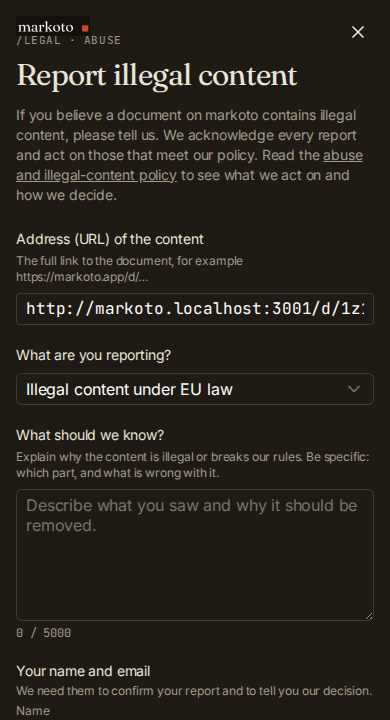 markoto
/LEGAL · ABUSE
Report illegal content
If you believe a document on markoto contains illegal
content, please tell us. We acknowledge every report
and act on those that meet our policy. Read the abuse
and illegal-content policy to see what we act on and
how we decide.
Address (URL) of the content
The full link to the document, for example
https://markoto.app/d/…
http://markoto.localhost:3001/d/1z1
What are you reporting?
Illegal content under EU law
What should we know?
Explain why the content is illegal or breaks our rules. Be specific:
which part, and what is wrong with it.
Describe what you saw and why it should be
removed.
0 / 5000
Your name and email
We need them to confirm your report and to tell you our decision.
Name